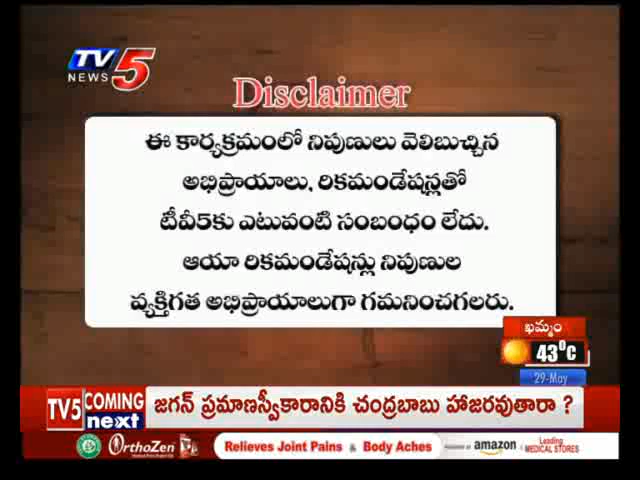 TV5
NEWS
Disclaimer
ఈ కార్యక్రమంలో నిపుణులు వెలిబుచ్చిన
అభిప్రాయాలు, రికమండేషన్లతో
టీవీ5కు ఎటువంటి సంబంధం లేదు.
ఆయా రికమండేషన్లు నిపుణుల
వ్యక్తిగత అభిప్రాయాలుగా గమనించగలరు.
ఖమ్మం
43°C
29-May
TV5 COMING next
జగన్ ప్రమాణస్వీకారానికి చంద్రబాబు హాజరవుతారా ?
OrthoZen Relieves Joint Pains & Body Aches amazon Leading MEDICAL STORES